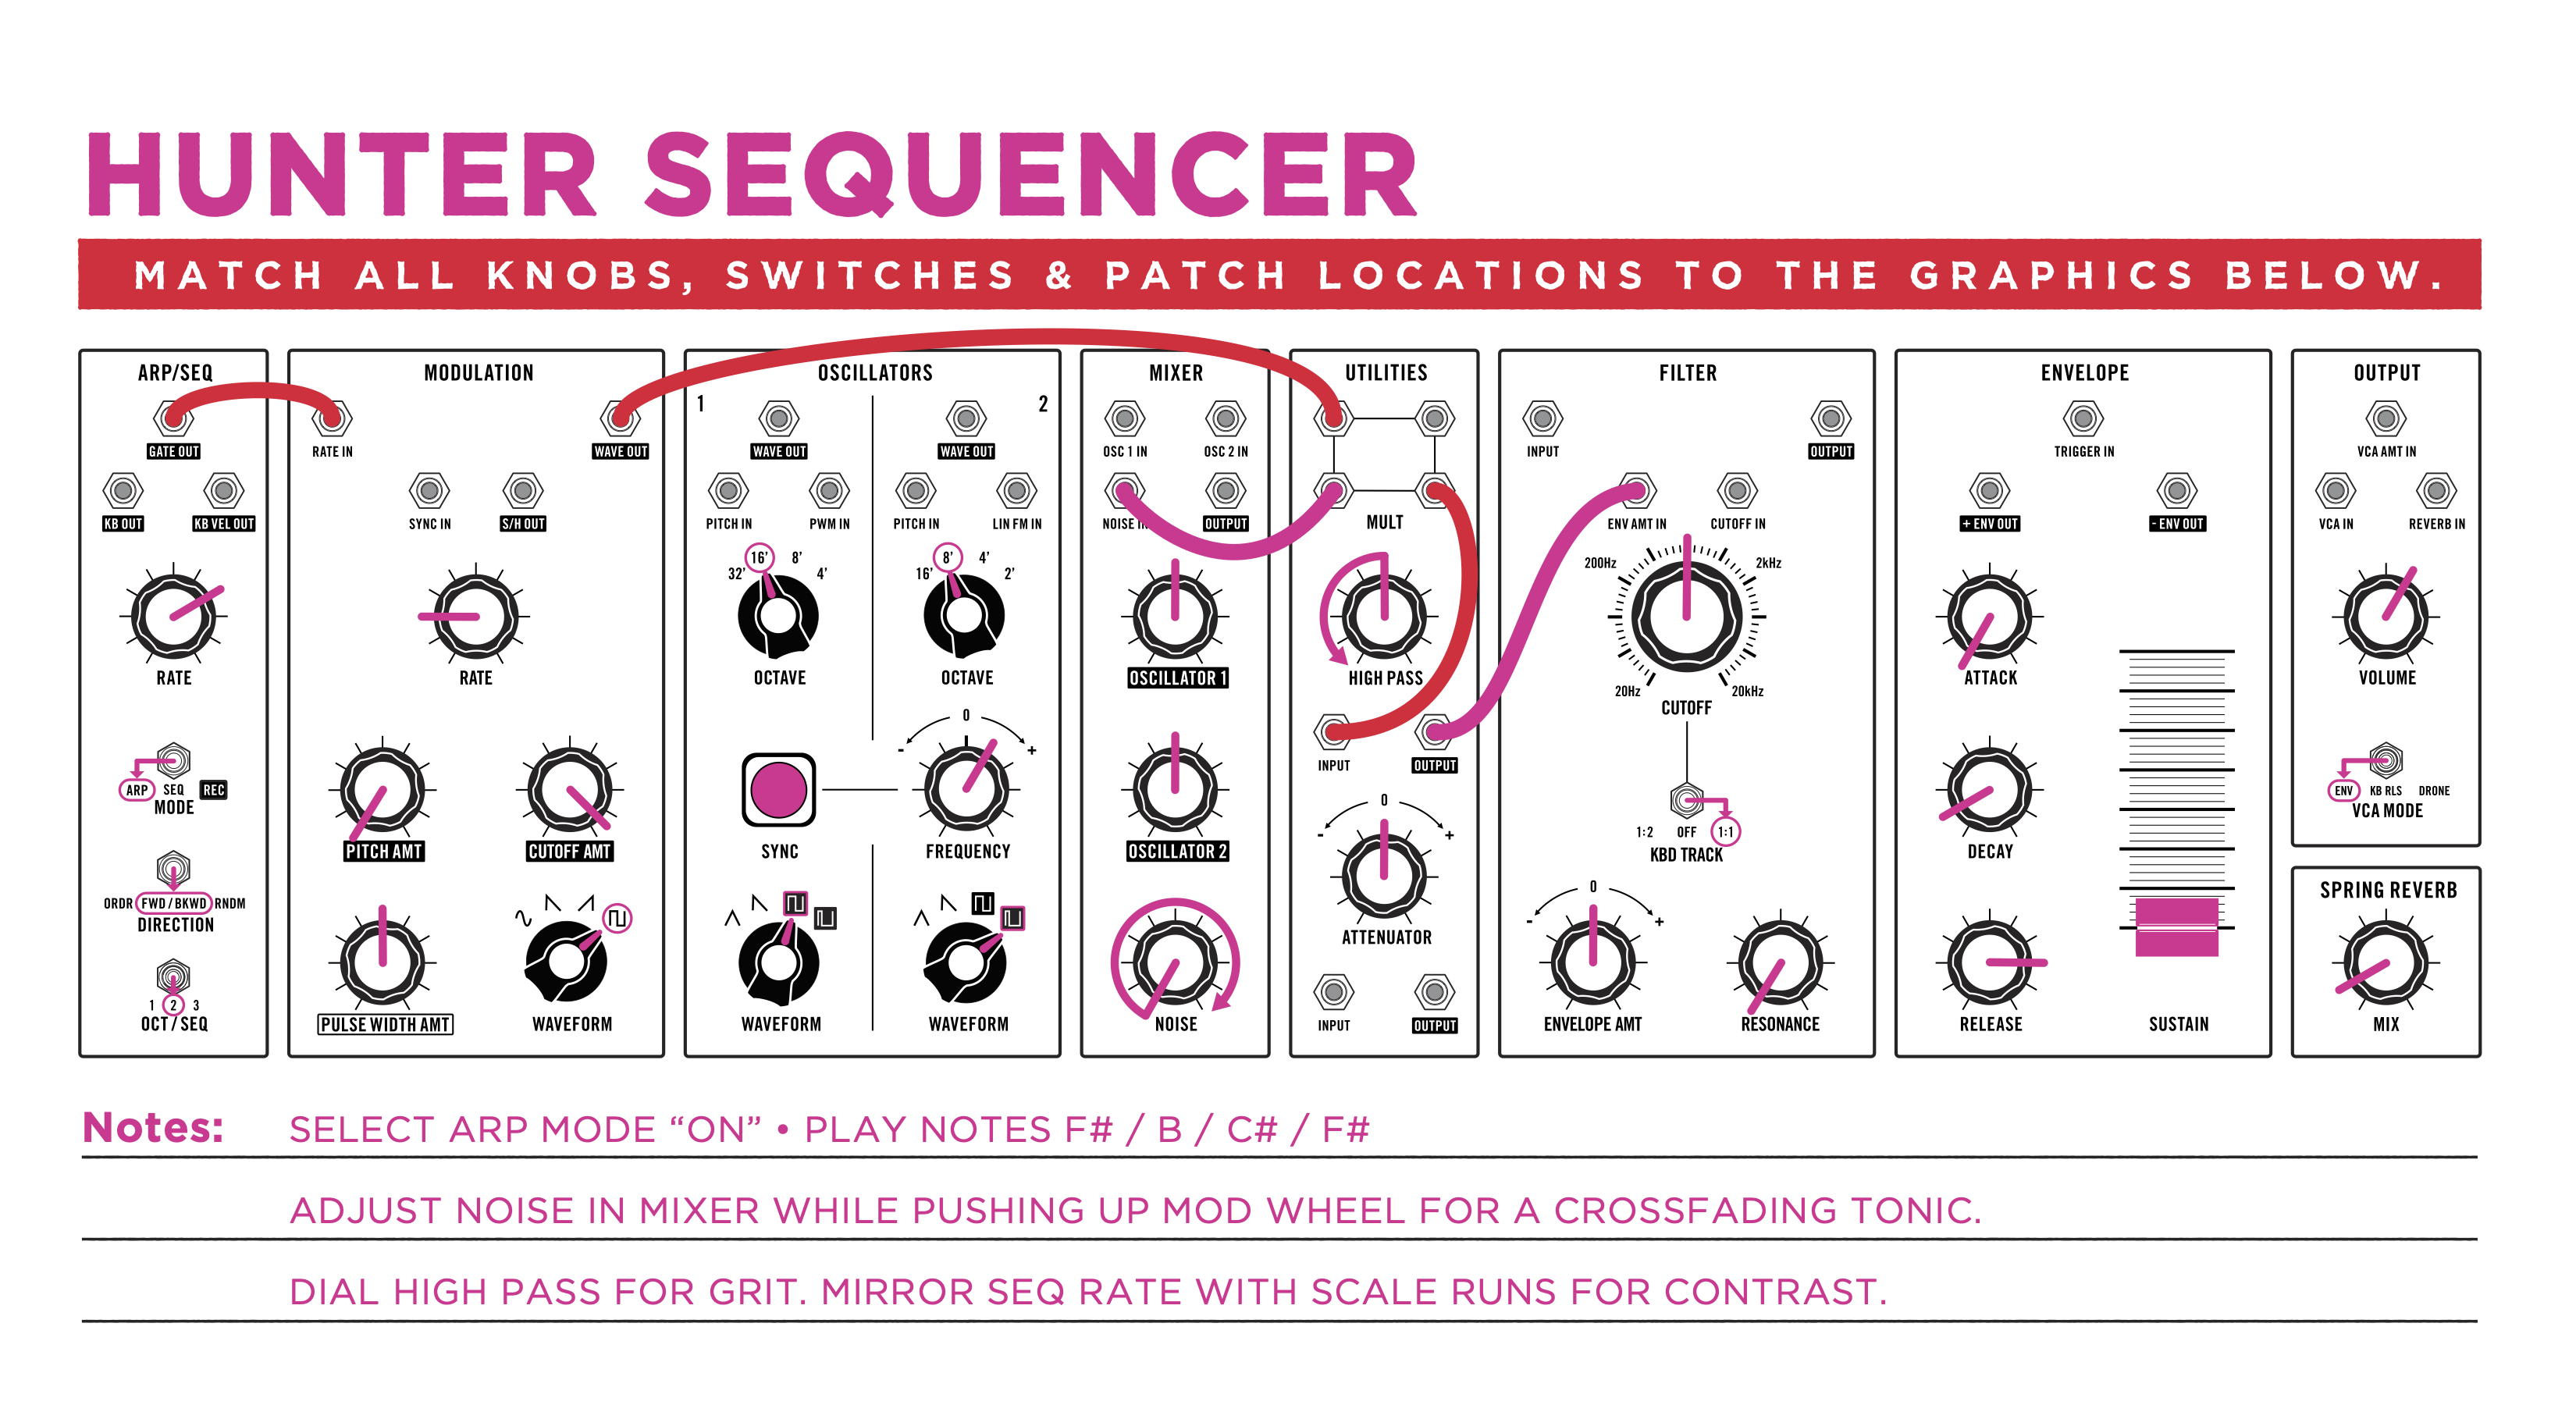 HUNTER SEQUENCER
MATCH ALL KNOBS, SWITCHES & PATCH LOCATIONS TO THE GRAPHICS BELOW.
ARP/SEQ
GATE OUT
KB OUT KB VEL OUT
RATE
ARP SEQ REC
MODE
ORDR FWD / BKWD RNDM
DIRECTION
1 2 3
OCT / SEQ
MODULATION
RATE IN WAVE OUT
SYNC IN S/H OUT
RATE
PITCH AMT CUTOFF AMT
PULSE WIDTH AMT WAVEFORM
OSCILLATORS
1 2
WAVE OUT WAVE OUT
PITCH IN PWM IN PITCH IN LIN FM IN
32' 16' 8' 4' 16' 8' 4' 2'
OCTAVE OCTAVE
- 0 +
SYNC FREQUENCY
WAVEFORM WAVEFORM
MIXER
OSC 1 IN OSC 2 IN
NOISE IN OUTPUT
OSCILLATOR 1
OSCILLATOR 2
NOISE
UTILITIES
MULT
HIGH PASS
INPUT OUTPUT
- 0 +
ATTENUATOR
INPUT OUTPUT
FILTER
INPUT OUTPUT
ENV AMT IN CUTOFF IN
200Hz 2kHz
20Hz 20kHz
CUTOFF
1:2 OFF 1:1
KBD TRACK
- 0 +
ENVELOPE AMT RESONANCE
ENVELOPE
TRIGGER IN
+ ENV OUT - ENV OUT
ATTACK
DECAY
RELEASE SUSTAIN
OUTPUT
VCA AMT IN
VCA IN REVERB IN
VOLUME
ENV KB RLS DRONE
VCA MODE
SPRING REVERB
MIX
Notes: SELECT ARP MODE “ON” • PLAY NOTES F# / B / C# / F#
ADJUST NOISE IN MIXER WHILE PUSHING UP MOD WHEEL FOR A CROSSFADING TONIC.
DIAL HIGH PASS FOR GRIT. MIRROR SEQ RATE WITH SCALE RUNS FOR CONTRAST.